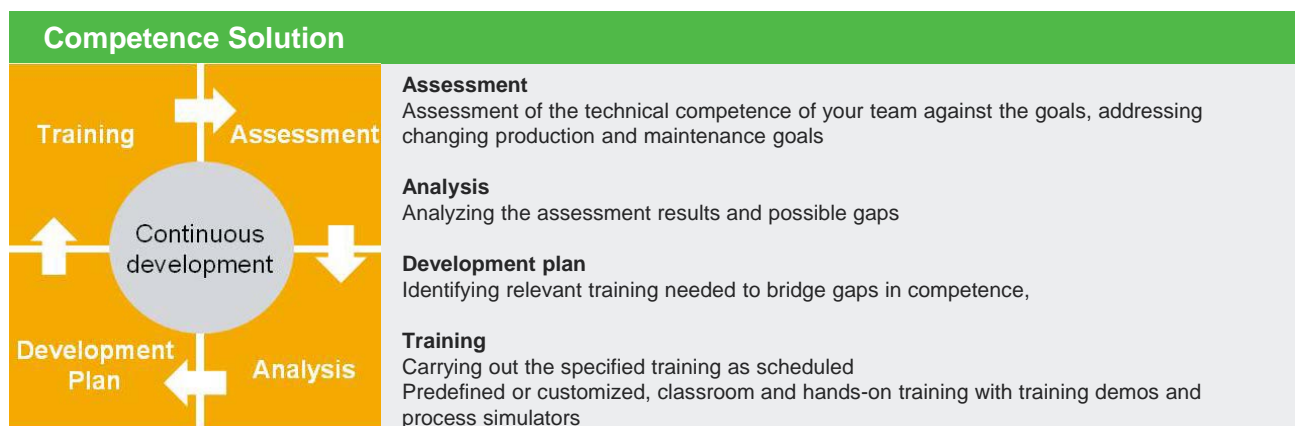 Competence Solution
Training
Assessment
Continuous
development
Development
Plan
Analysis
Assessment
Assessment of the technical competence of your team against the goals, addressing
changing production and maintenance goals
Analysis
Analyzing the assessment results and possible gaps
Development plan
Identifying relevant training needed to bridge gaps in competence,
Training
Carrying out the specified training as scheduled
Predefined or customized, classroom and hands-on training with training demos and
process simulators